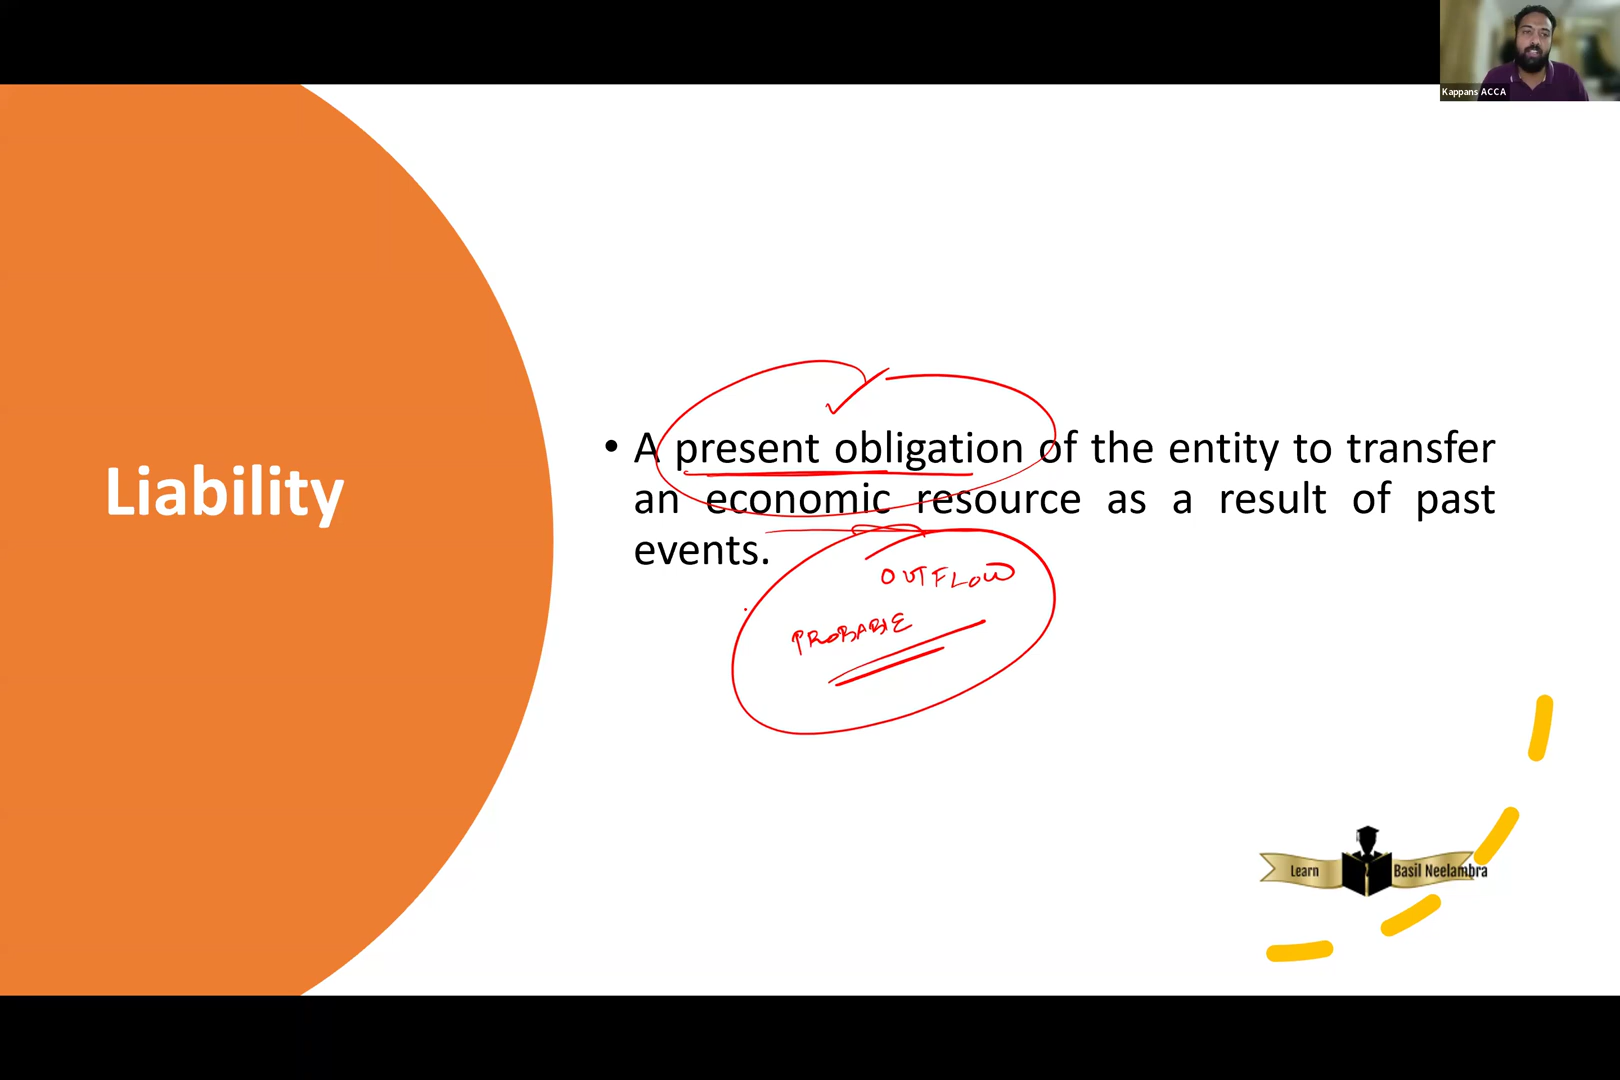 Kappans ACCA
Liability
• A present obligation of the entity to transfer
an economic resource as a result of past
events.
OUTFLOW
PROBABLE
Learn Basil Neelambra